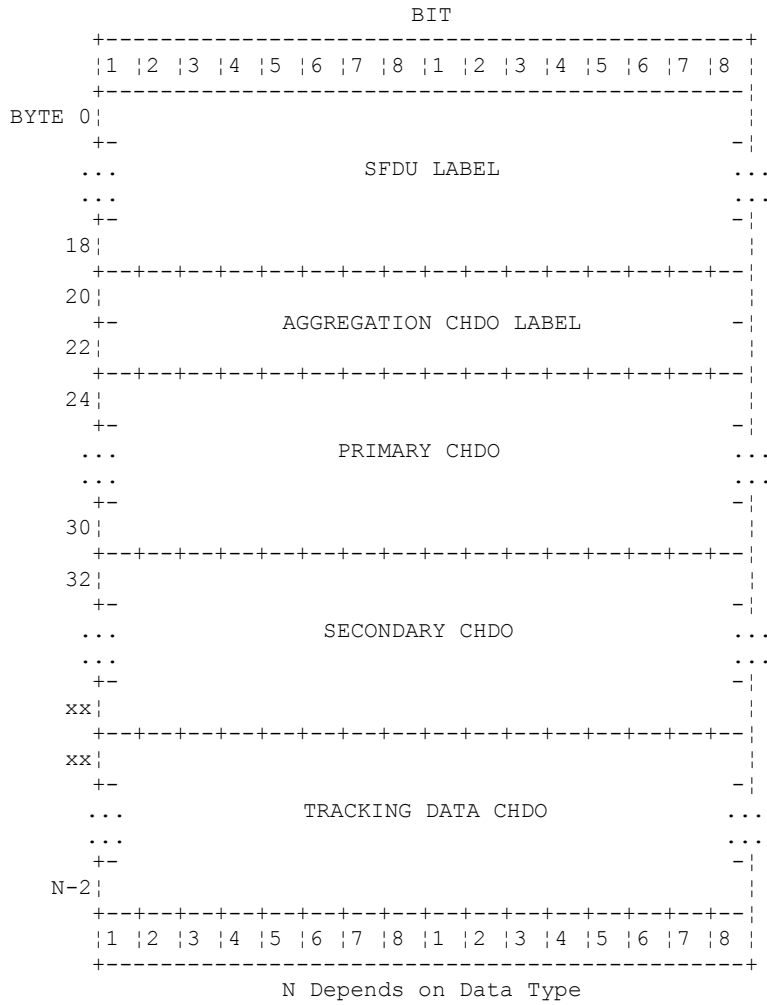 BIT
+--------------------------------------------+
¦1 ¦2 ¦3 ¦4 ¦5 ¦6 ¦7 ¦8 ¦1 ¦2 ¦3 ¦4 ¦5 ¦6 ¦7 ¦8 ¦
+--------------------------------------------¦
BYTE 0¦ ¦
+- -¦
... SFDU LABEL ...
... ...
+- -¦
18¦ ¦
+--+--+--+--+--+--+--+--+--+--+--+--+--+--+--+--¦
20¦ ¦
+- AGGREGATION CHDO LABEL -¦
22¦ ¦
+--+--+--+--+--+--+--+--+--+--+--+--+--+--+--+--¦
24¦ ¦
+- -¦
... PRIMARY CHDO ...
... ...
+- -¦
30¦ ¦
+--+--+--+--+--+--+--+--+--+--+--+--+--+--+--+--¦
32¦ ¦
+- -¦
... SECONDARY CHDO ...
... ...
+- -¦
xx¦ ¦
+--+--+--+--+--+--+--+--+--+--+--+--+--+--+--+--¦
xx¦ ¦
+- -¦
... TRACKING DATA CHDO ...
... ...
+- -¦
N-2¦ ¦
+--+--+--+--+--+--+--+--+--+--+--+--+--+--+--+--¦
¦1 ¦2 ¦3 ¦4 ¦5 ¦6 ¦7 ¦8 ¦1 ¦2 ¦3 ¦4 ¦5 ¦6 ¦7 ¦8 ¦
+--------------------------------------------+
N Depends on Data Type